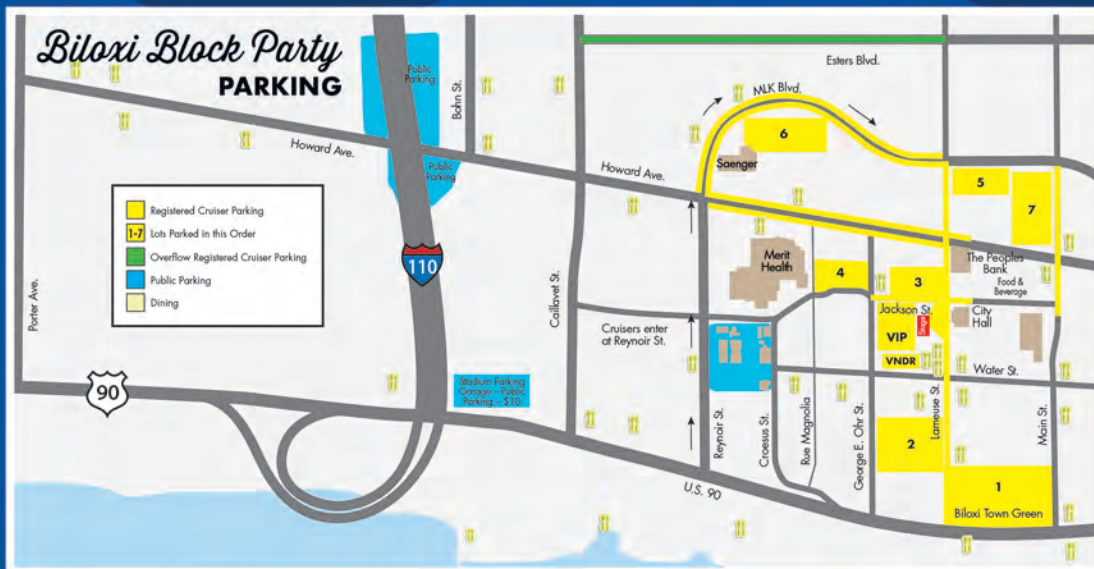 Biloxi Block Party
PARKING
Public
Parking
Bohn St.
Esters Blvd.
MLK Blvd.
6
Howard Ave.
Public
Parking
Howard Ave.
Saenger
5
7
Registered Cruiser Parking
1-7 Lots Parked in this Order
Overflow Registered Cruiser Parking
Public Parking
Dining
110
Merit
Health
4
3
The Peoples
Bank
Food &
Beverage
Porter Ave.
Caillavet St.
Jackson St.
Stage
City
Hall
VIP
Cruisers enter
at Reynoir St.
VNDR
Water St.
90
Stadium Parking
Garage - Public
Parking - $10
Reynoir St.
Croesus St.
Rue Magnolia
George E. Ohr St.
Lameuse St.
Main St.
2
U.S. 90
1
Biloxi Town Green